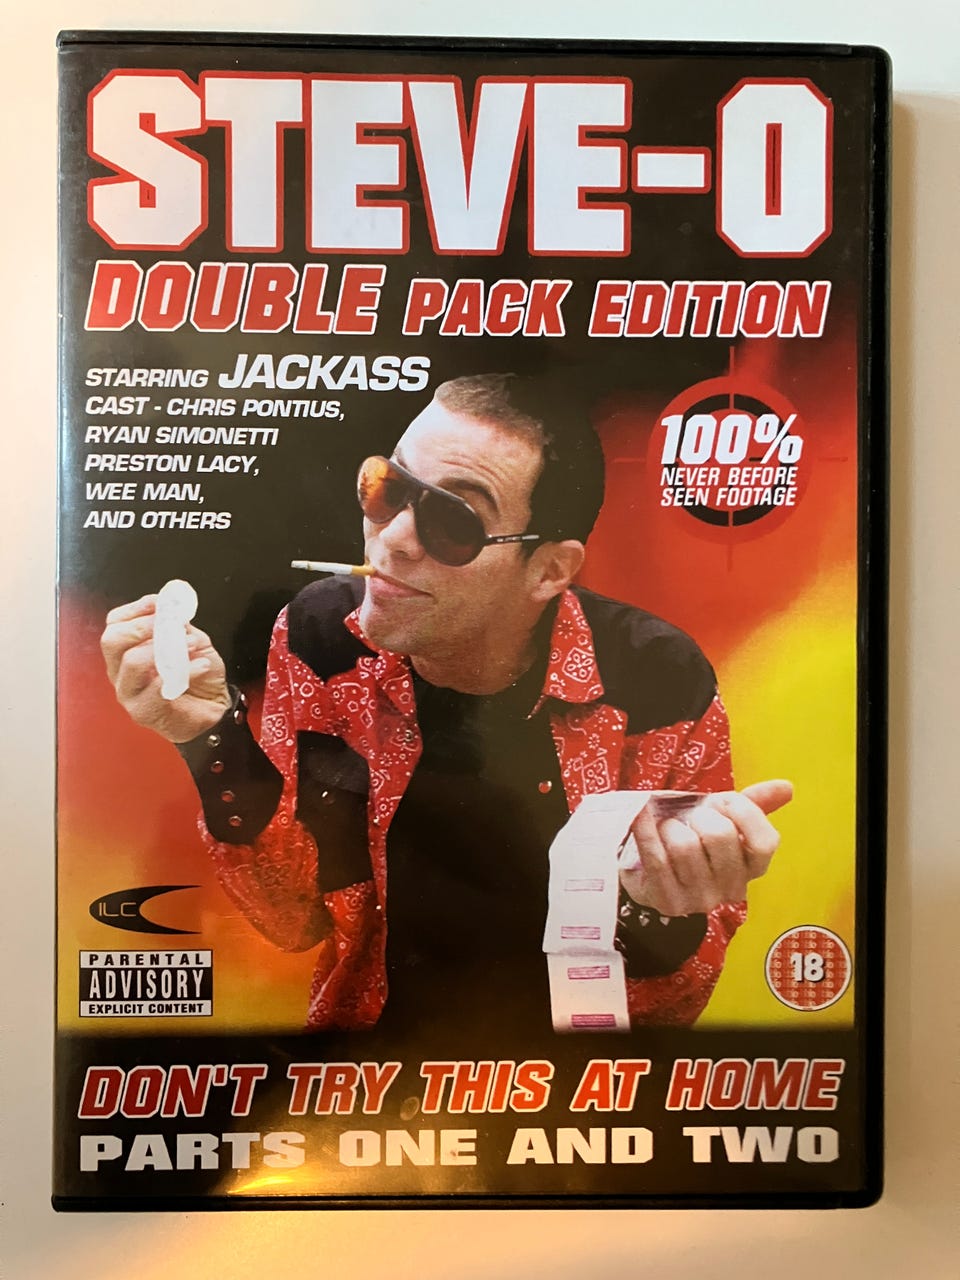 STEVE-O
DOUBLE PACK EDITION
STARRING JACKASS
CAST - CHRIS PONTIUS,
RYAN SIMONETTI
PRESTON LACY,
WEE MAN,
AND OTHERS
100%
NEVER BEFORE
SEEN FOOTAGE
ILC
PARENTAL
ADVISORY
EXPLICIT CONTENT
18
DON'T TRY THIS AT HOME
PARTS ONE AND TWO